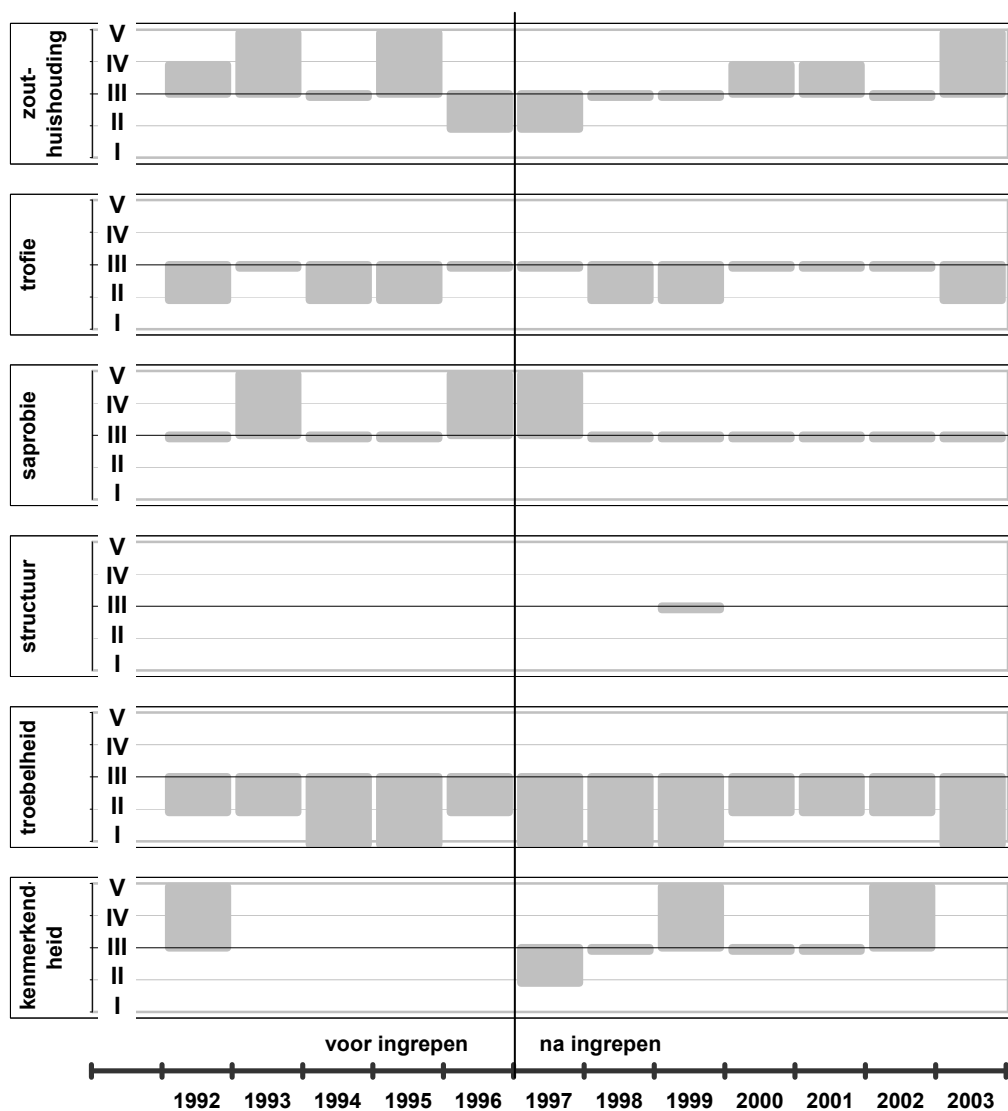 zout-
huishouding
V
IV
III
II
I
trofie
V
IV
III
II
I
saprobie
V
IV
III
II
I
structuur
V
IV
III
II
I
troebelheid
V
IV
III
II
I
kenmerkend-
heid
V
IV
III
II
I
voor ingrepen na ingrepen
1992 1993 1994 1995 1996 1997 1998 1999 2000 2001 2002 2003